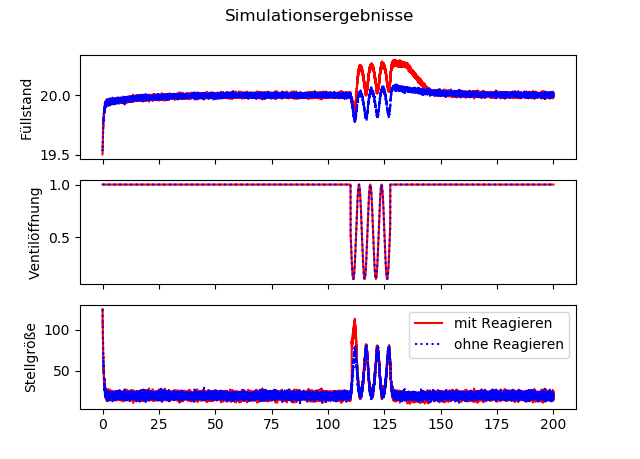 Simulationsergebnisse
20.0
19.5
Füllstand
1.0
0.5
Ventilöffnung
100
50
Stellgröße
mit Reagieren
ohne Reagieren
0 25 50 75 100 125 150 175 200